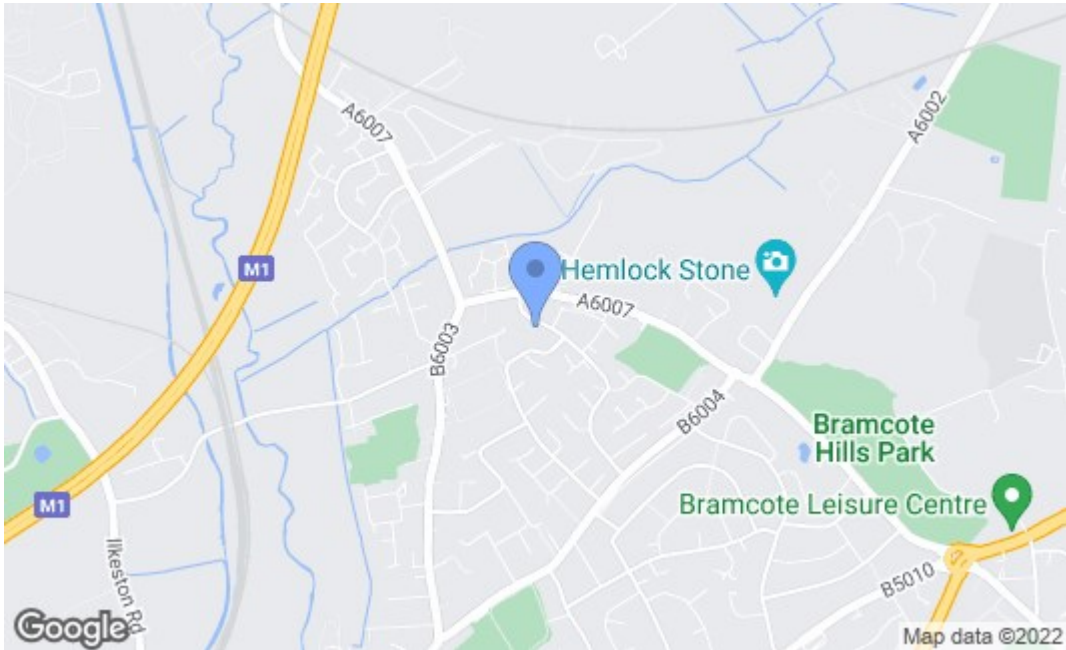 A6007
A6002
M1
Hemlock Stone
A6007
B6003
B6004
Bramcote
Hills Park
M1
Bramcote Leisure Centre
Ilkeston Rd
B5010
Google
Map data ©2022